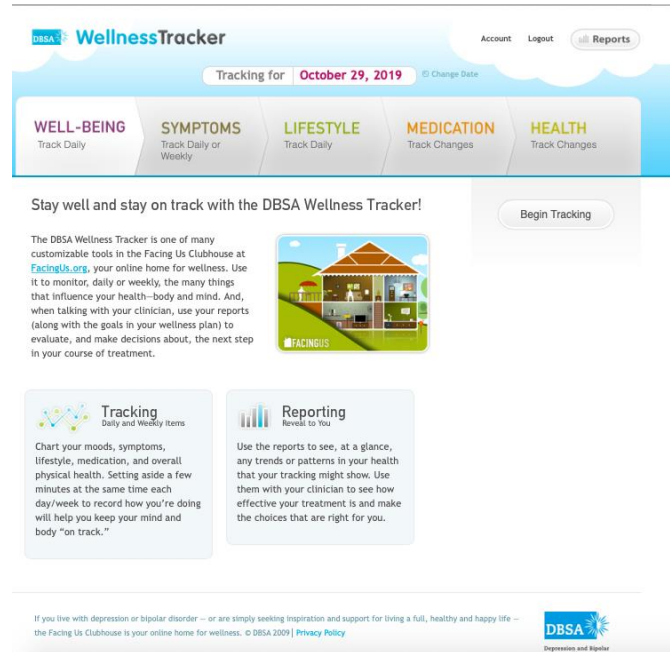 DBSA WellnessTracker
Account Logout Reports
Tracking for October 29, 2019 Change Date
WELL-BEING
Track Daily
SYMPTOMS
Track Daily or
Weekly
LIFESTYLE
Track Daily
MEDICATION
Track Changes
HEALTH
Track Changes
Stay well and stay on track with the DBSA Wellness Tracker!
Begin Tracking
The DBSA Wellness Tracker is one of many
customizable tools in the Facing Us Clubhouse at
FacingUs.org, your online home for wellness. Use
it to monitor, daily or weekly, the many things
that influence your health—body and mind. And,
when talking with your clinician, use your reports
(along with the goals in your wellness plan) to
evaluate, and make decisions about, the next step
in your course of treatment.
FACINGUS
Tracking
Daily and Weekly Items
Chart your moods, symptoms,
lifestyle, medication, and overall
physical health. Setting aside a few
minutes at the same time each
day/week to record how you're doing
will help you keep your mind and
body “on track.”
Reporting
Reveal to You
Use the reports to see, at a glance,
any trends or patterns in your health
that your tracking might show. Use
them with your clinician to see how
effective your treatment is and make
the choices that are right for you.
If you live with depression or bipolar disorder — or are simply seeking inspiration and support for living a full, healthy and happy life —
the Facing Us Clubhouse is your online home for wellness. © DBSA 2009 | Privacy Policy
DBSA
Depression and Bipolar